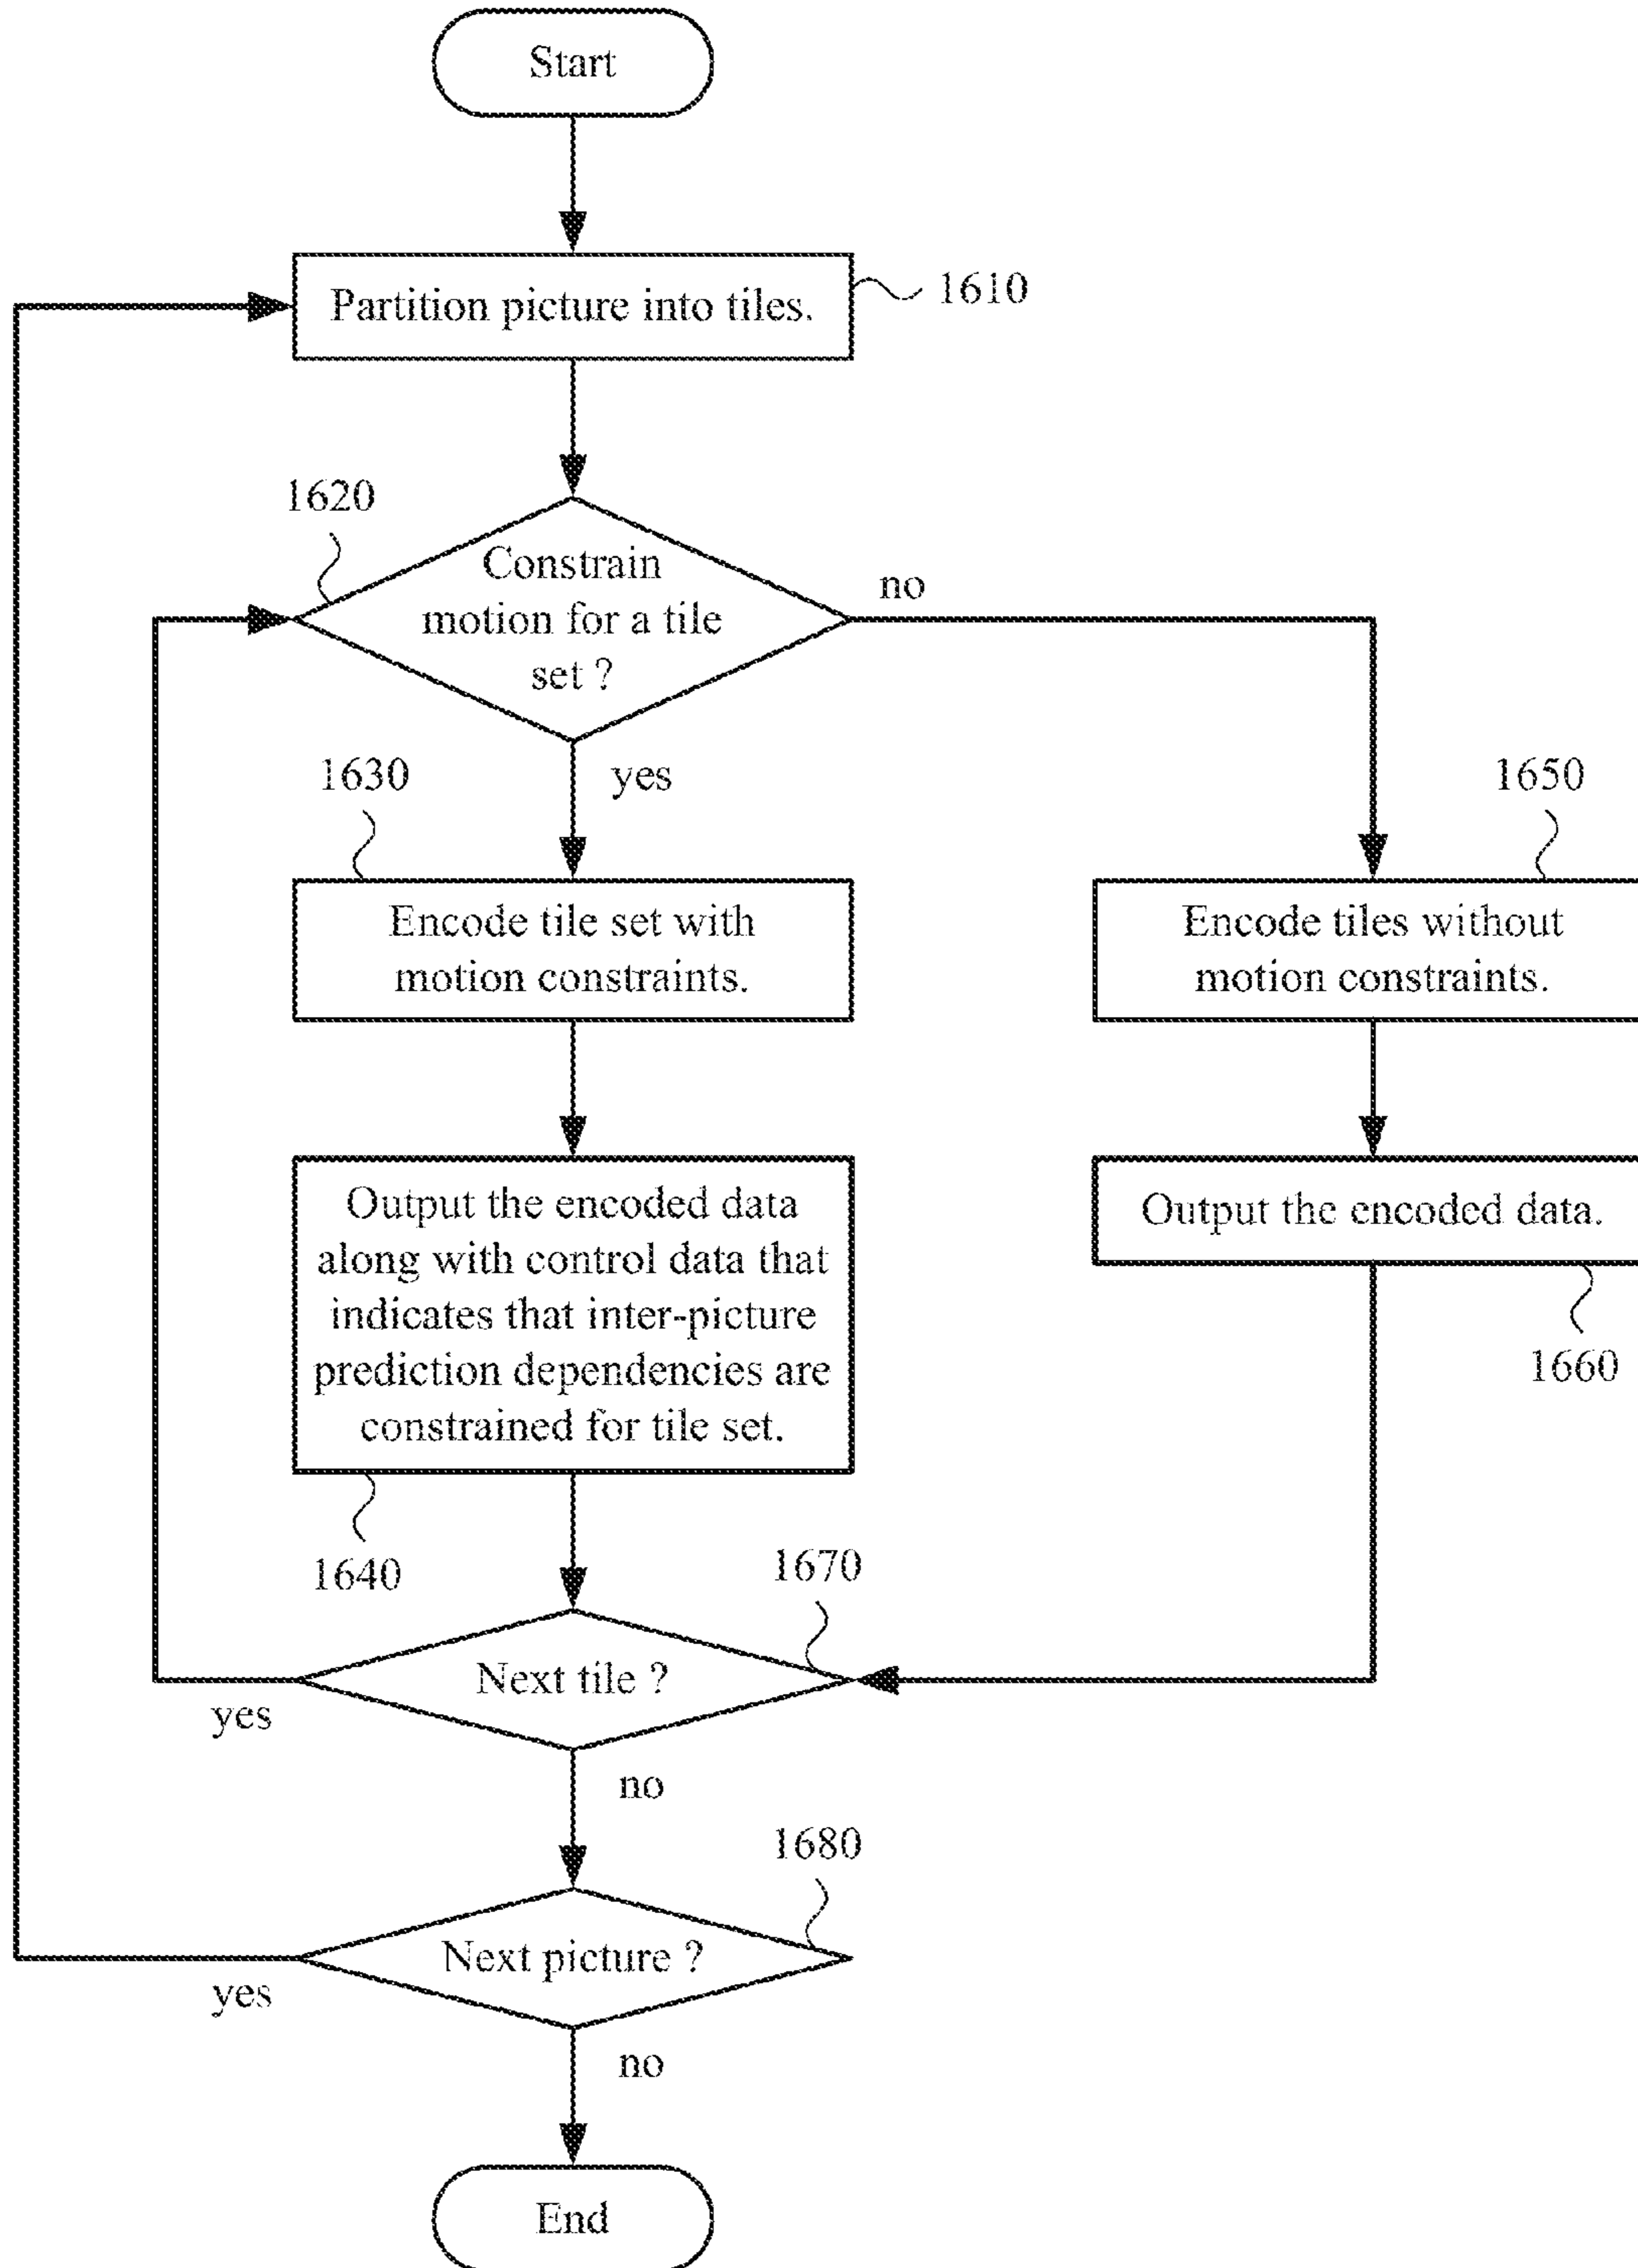 Start
Partition picture into tiles.
1610
1620
Constrain
motion for a tile
set ?
no
yes
1630
Encode tile set with
motion constraints.
1650
Encode tiles without
motion constraints.
Output the encoded data
along with control data that
indicates that inter-picture
prediction dependencies are
constrained for tile set.
1640
Output the encoded data.
1660
1670
Next tile ?
yes
no
1680
Next picture ?
yes
no
End